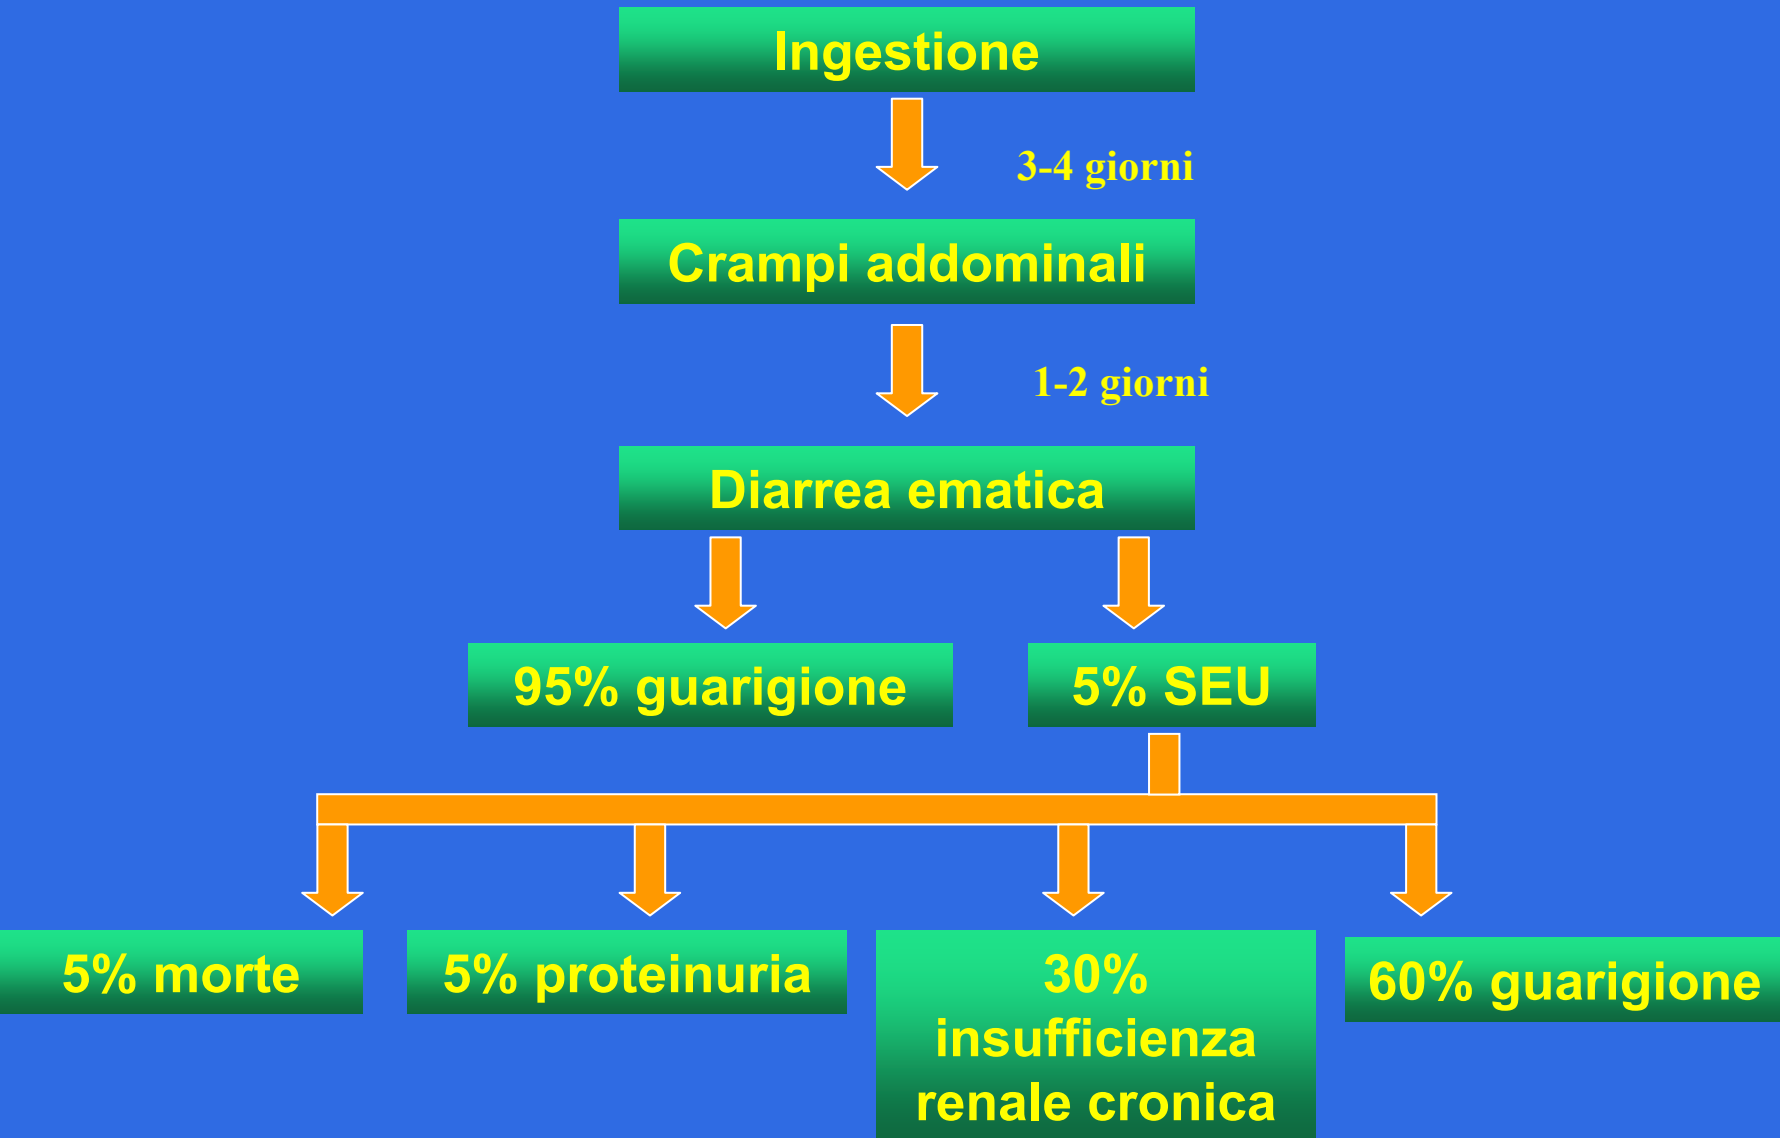 Ingestione
3-4 giorni
Crampi addominali
1-2 giorni
Diarrea ematica
95% guarigione
5% SEU
5% morte
5% proteinuria
30%
insufficienza
renale cronica
60% guarigione